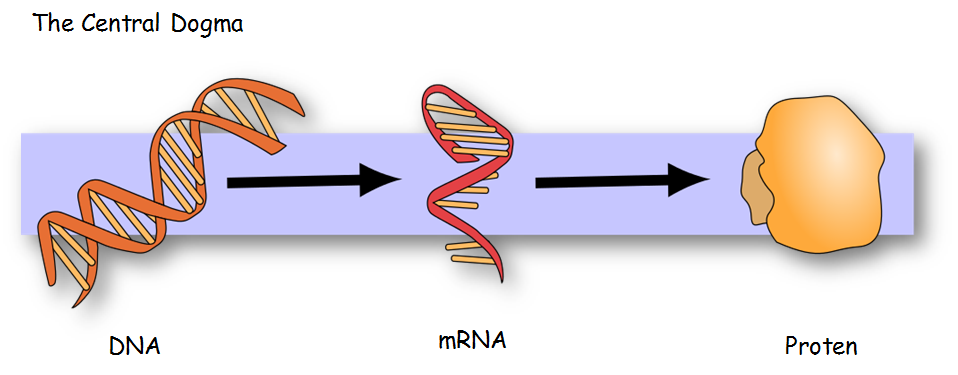 The Central Dogma
DNA
mRNA
Proten